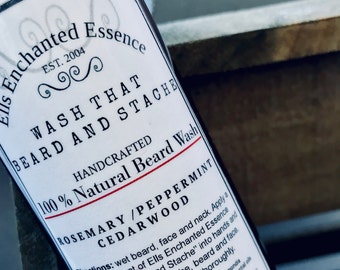 Ells Enchanted Essence
EST. 2004
WASH THAT
BEARD AND STACHE
HANDCRAFTED
100 % Natural Beard Wash
ROSEMARY / PEPPERMINT
CEDARWOOD
wet beard, face and neck. Apply a
of Ells Enchanted Essence
Stache" into hands and
beard and face
thoroughly.